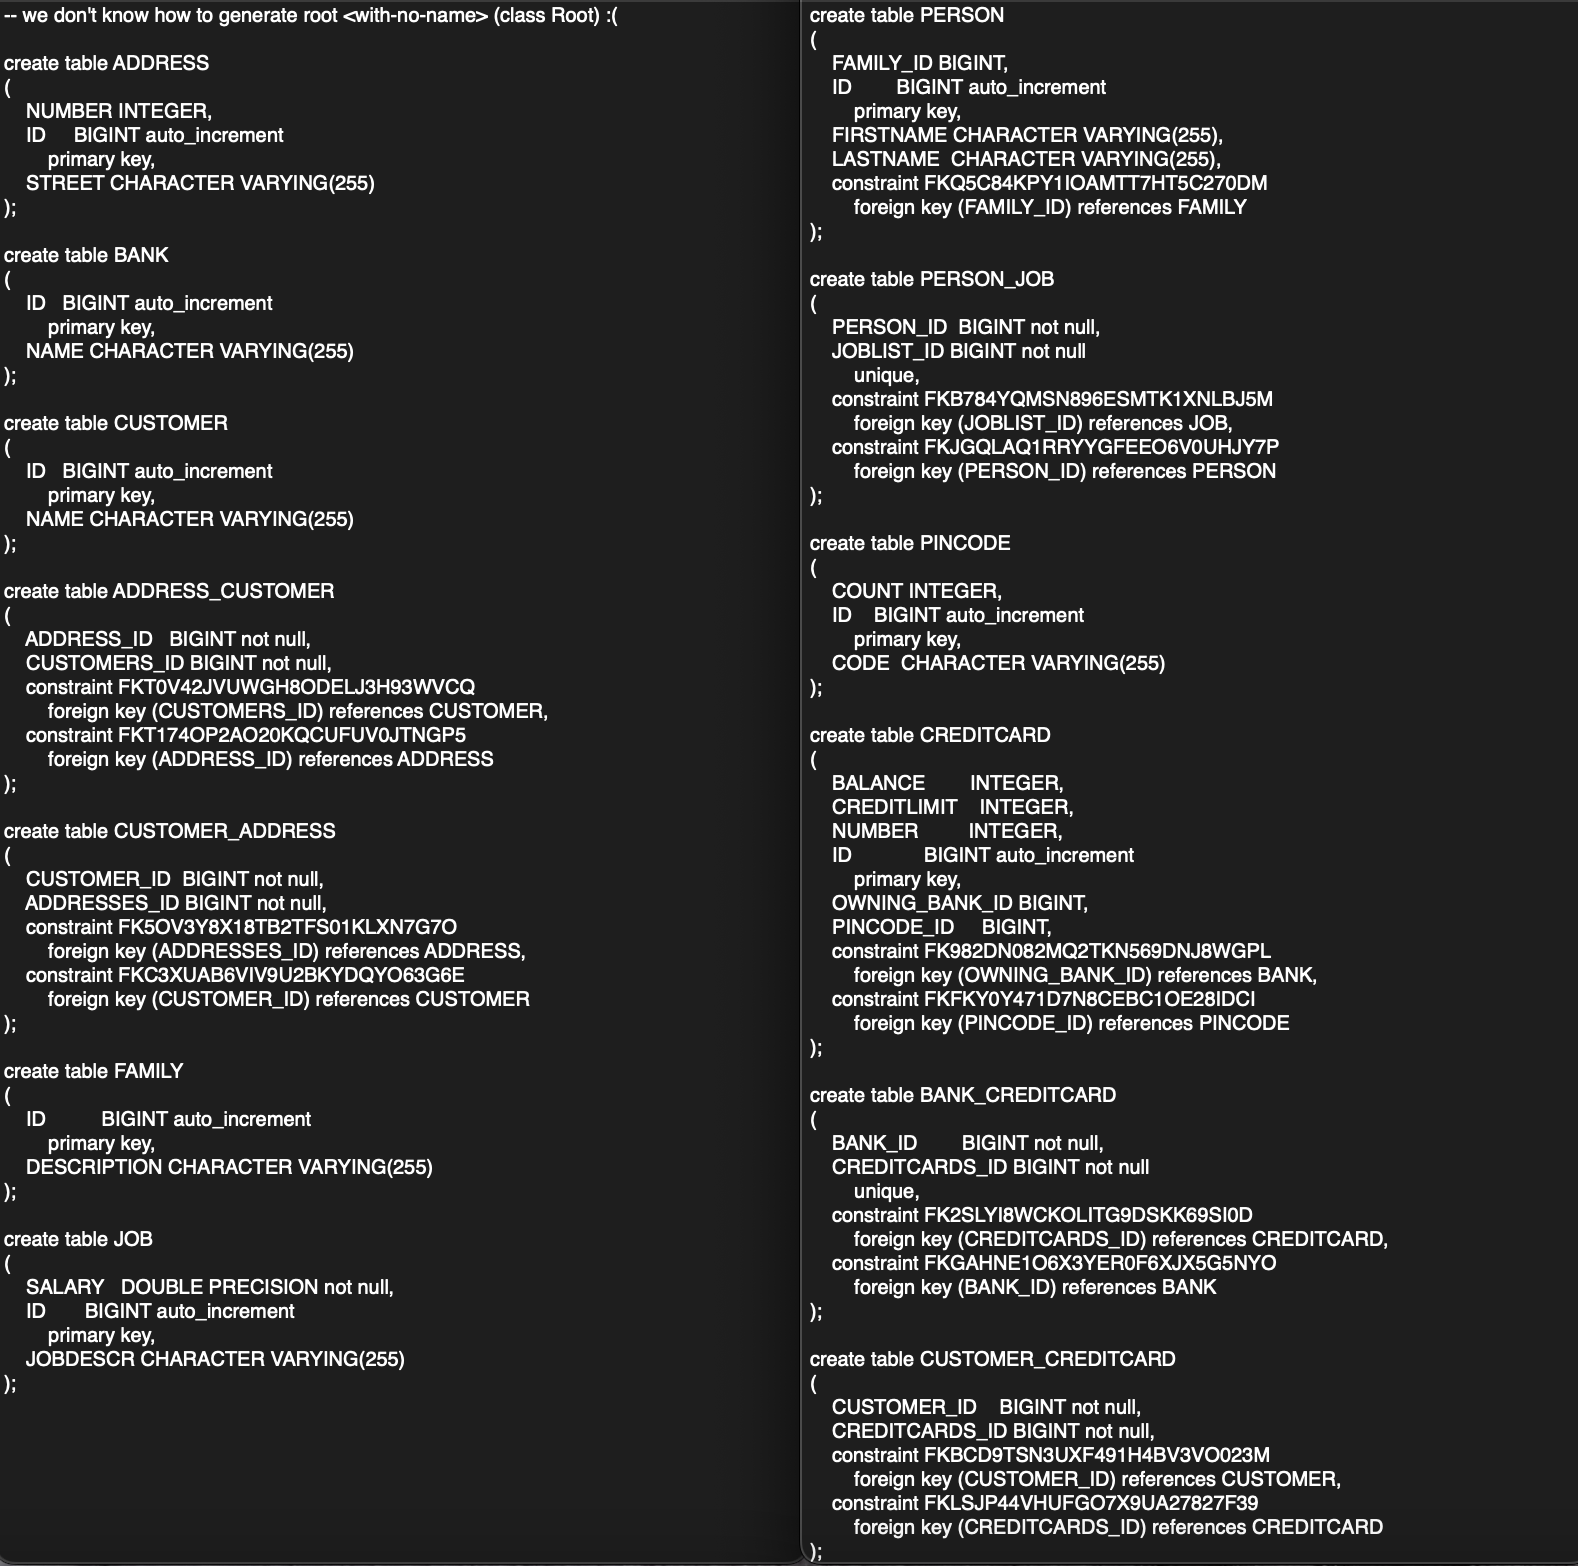 -- we don't know how to generate root <with-no-name> (class Root) :(

create table ADDRESS
(
    NUMBER INTEGER,
    ID     BIGINT auto_increment
        primary key,
    STREET CHARACTER VARYING(255)
);

create table BANK
(
    ID   BIGINT auto_increment
        primary key,
    NAME CHARACTER VARYING(255)
);

create table CUSTOMER
(
    ID   BIGINT auto_increment
        primary key,
    NAME CHARACTER VARYING(255)
);

create table ADDRESS_CUSTOMER
(
    ADDRESS_ID   BIGINT not null,
    CUSTOMERS_ID BIGINT not null,
    constraint FKT0V42JVUWGH8ODELJ3H93WVCQ
        foreign key (CUSTOMERS_ID) references CUSTOMER,
    constraint FKT174OP2AO20KQCUFUV0JTNGP5
        foreign key (ADDRESS_ID) references ADDRESS
);

create table CUSTOMER_ADDRESS
(
    CUSTOMER_ID  BIGINT not null,
    ADDRESSES_ID BIGINT not null,
    constraint FK5OV3Y8X18TB2TFS01KLXN7G7O
        foreign key (ADDRESSES_ID) references ADDRESS,
    constraint FKC3XUAB6VIV9U2BKYDQYO63G6E
        foreign key (CUSTOMER_ID) references CUSTOMER
);

create table FAMILY
(
    ID          BIGINT auto_increment
        primary key,
    DESCRIPTION CHARACTER VARYING(255)
);

create table JOB
(
    SALARY   DOUBLE PRECISION not null,
    ID       BIGINT auto_increment
        primary key,
    JOBDESCR CHARACTER VARYING(255)
);

create table PERSON
(
    FAMILY_ID BIGINT,
    ID        BIGINT auto_increment
        primary key,
    FIRSTNAME CHARACTER VARYING(255),
    LASTNAME  CHARACTER VARYING(255),
    constraint FKQ5C84KPY1IOAMTT7HT5C270DM
        foreign key (FAMILY_ID) references FAMILY
);

create table PERSON_JOB
(
    PERSON_ID  BIGINT not null,
    JOBLIST_ID BIGINT not null
        unique,
    constraint FKB784YQMSN896ESMTK1XNLBJ5M
        foreign key (JOBLIST_ID) references JOB,
    constraint FKJGQLAQ1RRYYGFEEO6V0UHJY7P
        foreign key (PERSON_ID) references PERSON
);

create table PINCODE
(
    COUNT INTEGER,
    ID    BIGINT auto_increment
        primary key,
    CODE  CHARACTER VARYING(255)
);

create table CREDITCARD
(
    BALANCE        INTEGER,
    CREDITLIMIT    INTEGER,
    NUMBER         INTEGER,
    ID             BIGINT auto_increment
        primary key,
    OWNING_BANK_ID BIGINT,
    PINCODE_ID     BIGINT,
    constraint FK982DN082MQ2TKN569DNJ8WGPL
        foreign key (OWNING_BANK_ID) references BANK,
    constraint FKFKY0Y471D7N8CEBC1OE28IDCI
        foreign key (PINCODE_ID) references PINCODE
);

create table BANK_CREDITCARD
(
    BANK_ID        BIGINT not null,
    CREDITCARDS_ID BIGINT not null
        unique,
    constraint FK2SLYI8WCKOLITG9DSKK69SI0D
        foreign key (CREDITCARDS_ID) references CREDITCARD,
    constraint FKGAHNE1O6X3YER0F6XJX5G5NYO
        foreign key (BANK_ID) references BANK
);

create table CUSTOMER_CREDITCARD
(
    CUSTOMER_ID    BIGINT not null,
    CREDITCARDS_ID BIGINT not null,
    constraint FKBCD9TSN3UXF491H4BV3VO023M
        foreign key (CUSTOMER_ID) references CUSTOMER,
    constraint FKLSJP44VHUFGO7X9UA27827F39
        foreign key (CREDITCARDS_ID) references CREDITCARD
);